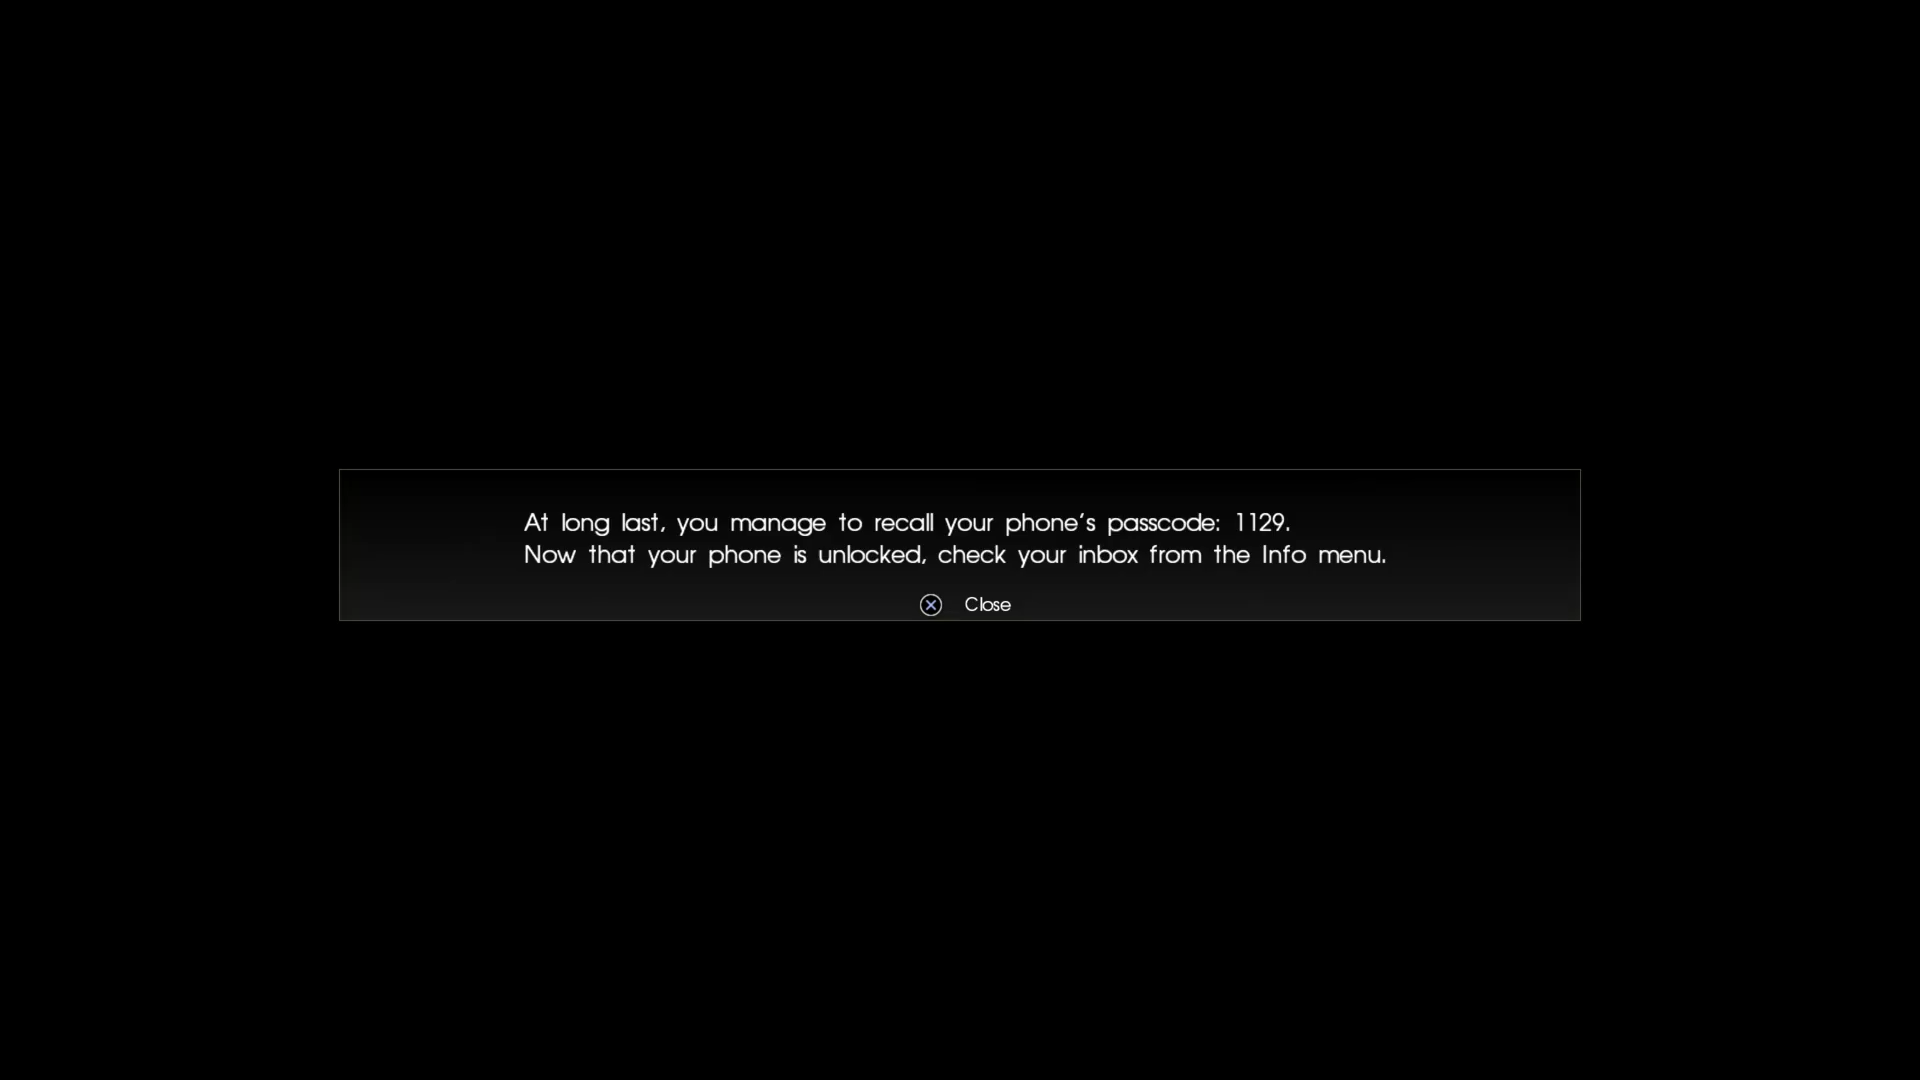 At long last, you manage to recall your phone's passcode: 1129.
Now that your phone is unlocked, check your inbox from the Info menu.
Close